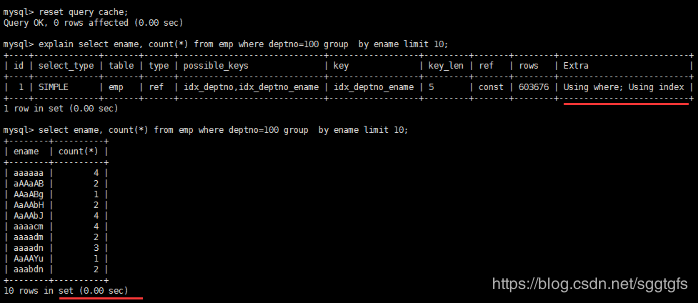 mysql> reset query cache;
Query OK, 0 rows affected (0.00 sec)
mysql> explain select ename, count(*) from emp where deptno=100 group  by ename limit 10;
+----+-------------+-------+------+-----------------------------+------------------+---------+-------+--------+--------------------------+
| id | select_type | table | type | possible_keys | key | key_len | ref | rows | Extra |
+----+-------------+-------+------+-----------------------------+------------------+---------+-------+--------+--------------------------+
| 1 | SIMPLE | emp | ref | idx_deptno,idx_deptno_ename | idx_deptno_ename | 5 | const | 603676 | Using where; Using index |
+----+-------------+-------+------+-----------------------------+------------------+---------+-------+--------+--------------------------+
1 row in set (0.00 sec)
mysql> select ename, count(*) from emp where deptno=100 group  by ename limit 10;
+--------+----------+
| ename | count(*) |
+--------+----------+
| aaaaaa | 4 |
| aAAaAB | 2 |
| AAaABg | 1 |
| AaAAbH | 2 |
| AaAAbJ | 4 |
| aaaacm | 4 |
| aaaadm | 2 |
| aaaadn | 3 |
| AaAAYu | 1 |
| aaabdn | 2 |
+--------+----------+
10 rows in set (0.00 sec)
https://blog.csdn.net/sggtgfs